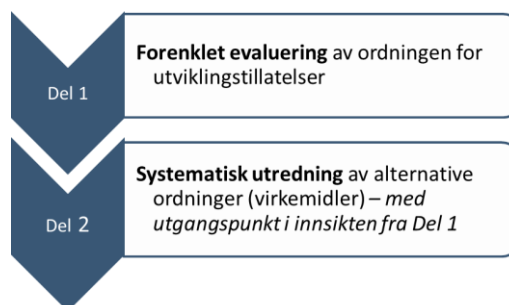 Del 1
Forenklet evaluering av ordningen for
utviklingstillatelser
Del 2
Systematisk utredning av alternative
ordninger (virkemidler) – med
utgangspunkt i innsikten fra Del 1